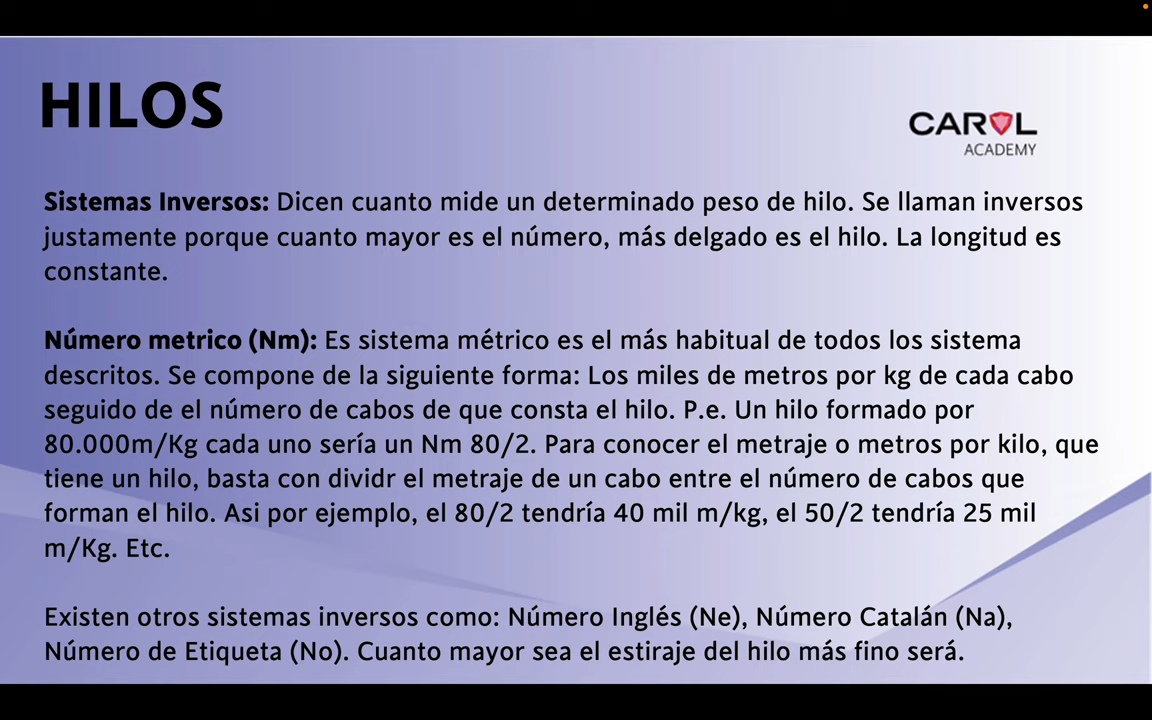 HILOS
CAROL
ACADEMY
Sistemas Inversos: Dicen cuanto mide un determinado peso de hilo. Se llaman inversos
justamente porque cuanto mayor es el número, más delgado es el hilo. La longitud es
constante.
Número metrico (Nm): Es sistema métrico es el más habitual de todos los sistema
descritos. Se compone de la siguiente forma: Los miles de metros por kg de cada cabo
seguido de el número de cabos de que consta el hilo. P.e. Un hilo formado por
80.000m/Kg cada uno sería un Nm 80/2. Para conocer el metraje o metros por kilo, que
tiene un hilo, basta con dividr el metraje de un cabo entre el número de cabos que
forman el hilo. Asi por ejemplo, el 80/2 tendría 40 mil m/kg, el 50/2 tendría 25 mil
m/Kg. Etc.
Existen otros sistemas inversos como: Número Inglés (Ne), Número Catalán (Na),
Número de Etiqueta (No). Cuanto mayor sea el estiraje del hilo más fino será.